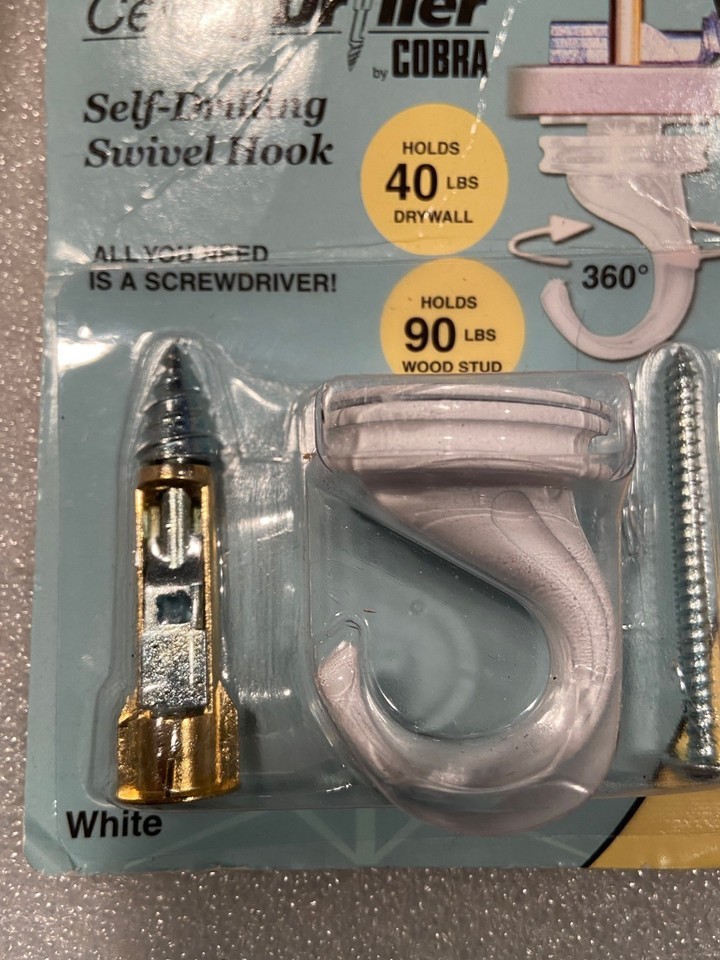 Driller
by COBRA
Self-Drilling
Swivel Hook
HOLDS
40 LBS
DRYWALL
ALL YOU NEED
IS A SCREWDRIVER!
360°
HOLDS
90 LBS
WOOD STUD
White